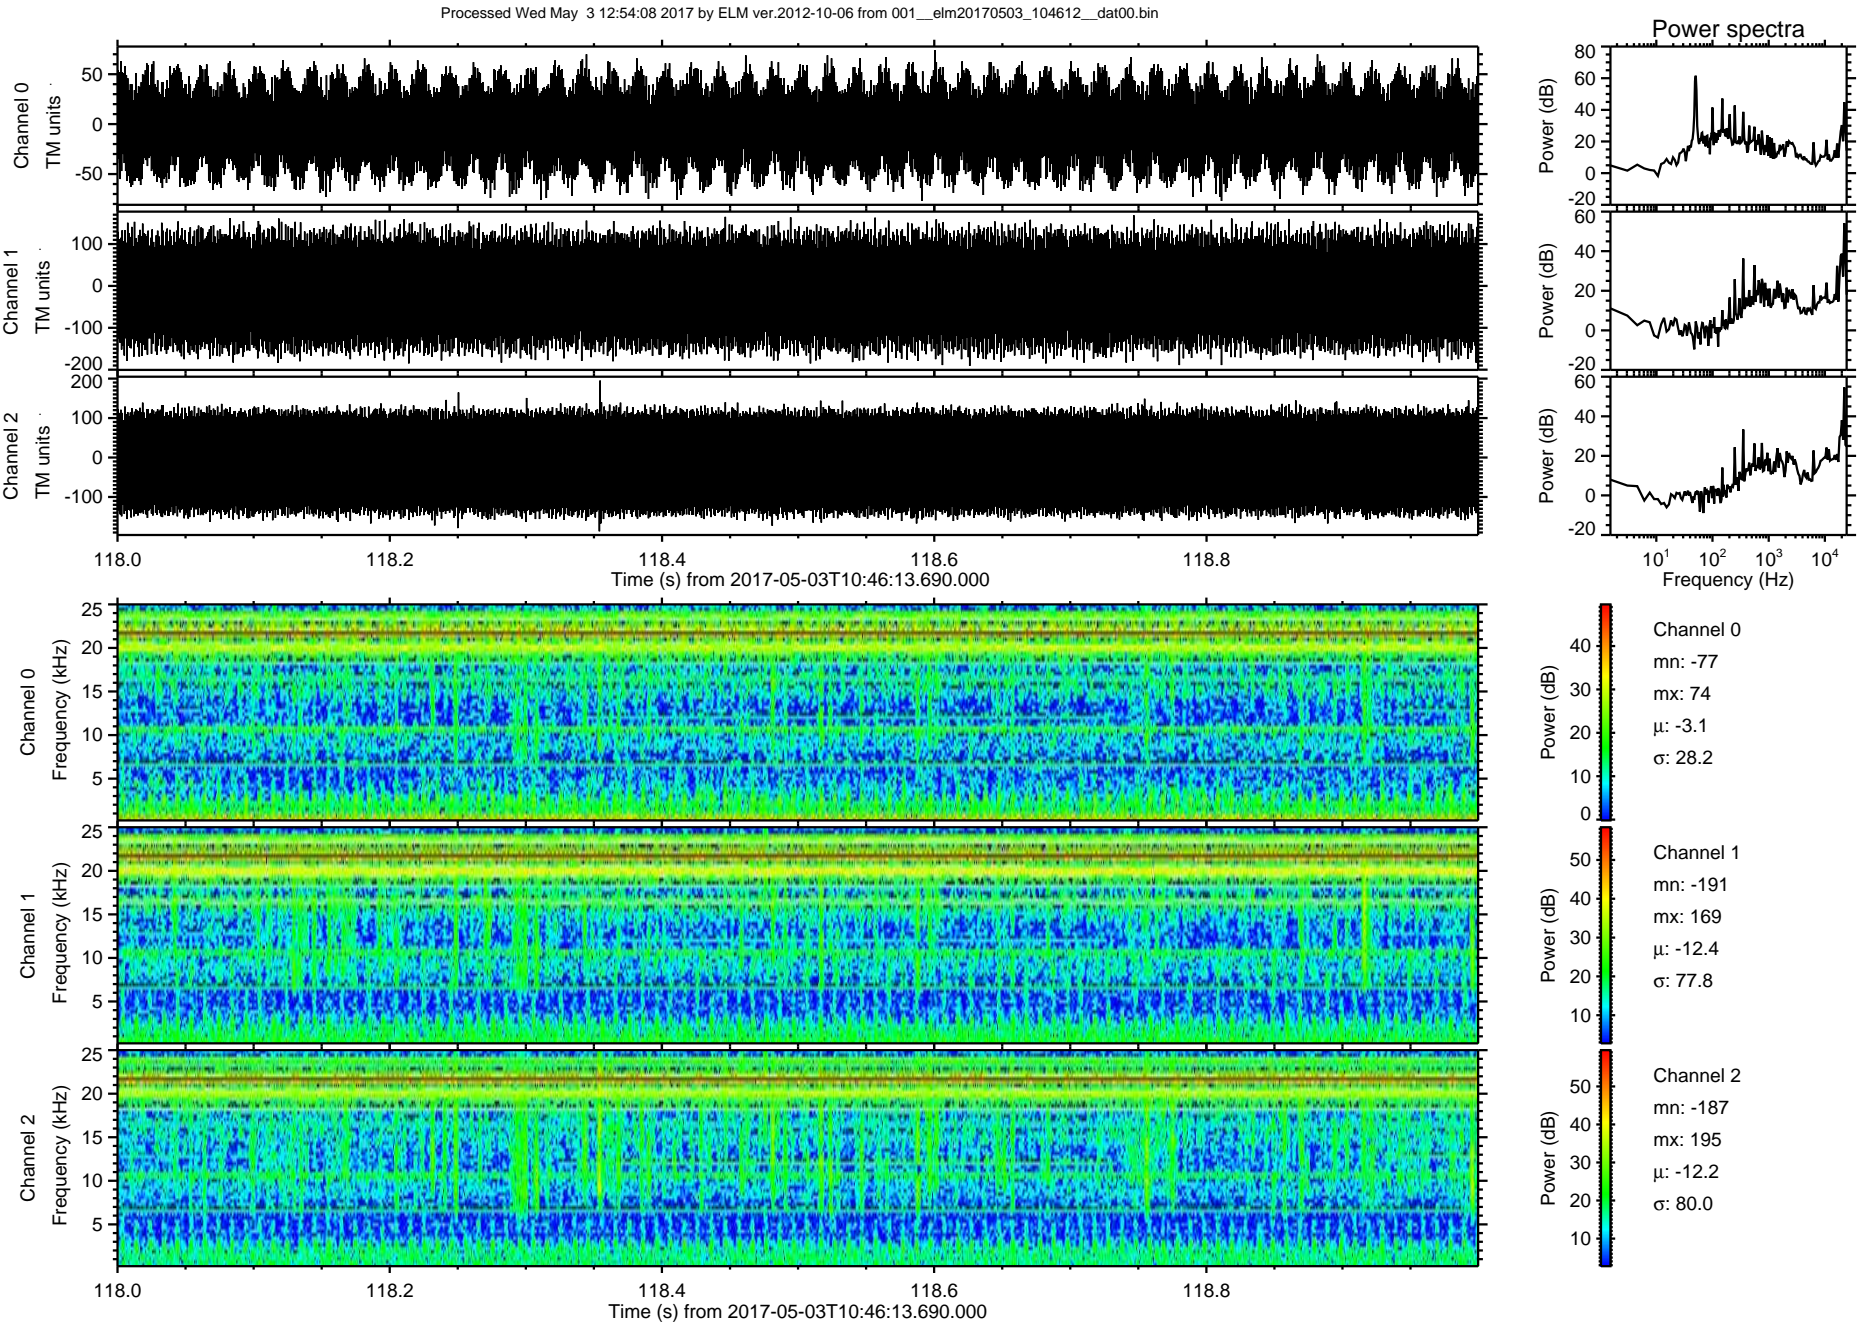 Processed Wed May  3 12:54:08 2017 by ELM ver.2012-10-06 from 001__elm20170503_104612__dat00.bin
Power spectra
Channel 0
TM units
50
0
-50
Power (dB)
80
60
40
20
0
-20
Channel 1
TM units
100
0
-100
-200
Power (dB)
60
40
20
0
-20
Channel 2
TM units
200
100
0
-100
Power (dB)
60
40
20
0
-20
118.0 118.2 118.4 118.6 118.8
Time (s) from 2017-05-03T10:46:13.690.000
10^1 10^2 10^3 10^4
Frequency (Hz)
Channel 0
Frequency (kHz)
25
20
15
10
5
Power (dB)
40
30
20
10
0
Channel 0
mn: -77
mx: 74
μ: -3.1
σ: 28.2
Channel 1
Frequency (kHz)
25
20
15
10
5
Power (dB)
50
40
30
20
10
Channel 1
mn: -191
mx: 169
μ: -12.4
σ: 77.8
Channel 2
Frequency (kHz)
25
20
15
10
5
Power (dB)
50
40
30
20
10
Channel 2
mn: -187
mx: 195
μ: -12.2
σ: 80.0
118.0 118.2 118.4 118.6 118.8
Time (s) from 2017-05-03T10:46:13.690.000